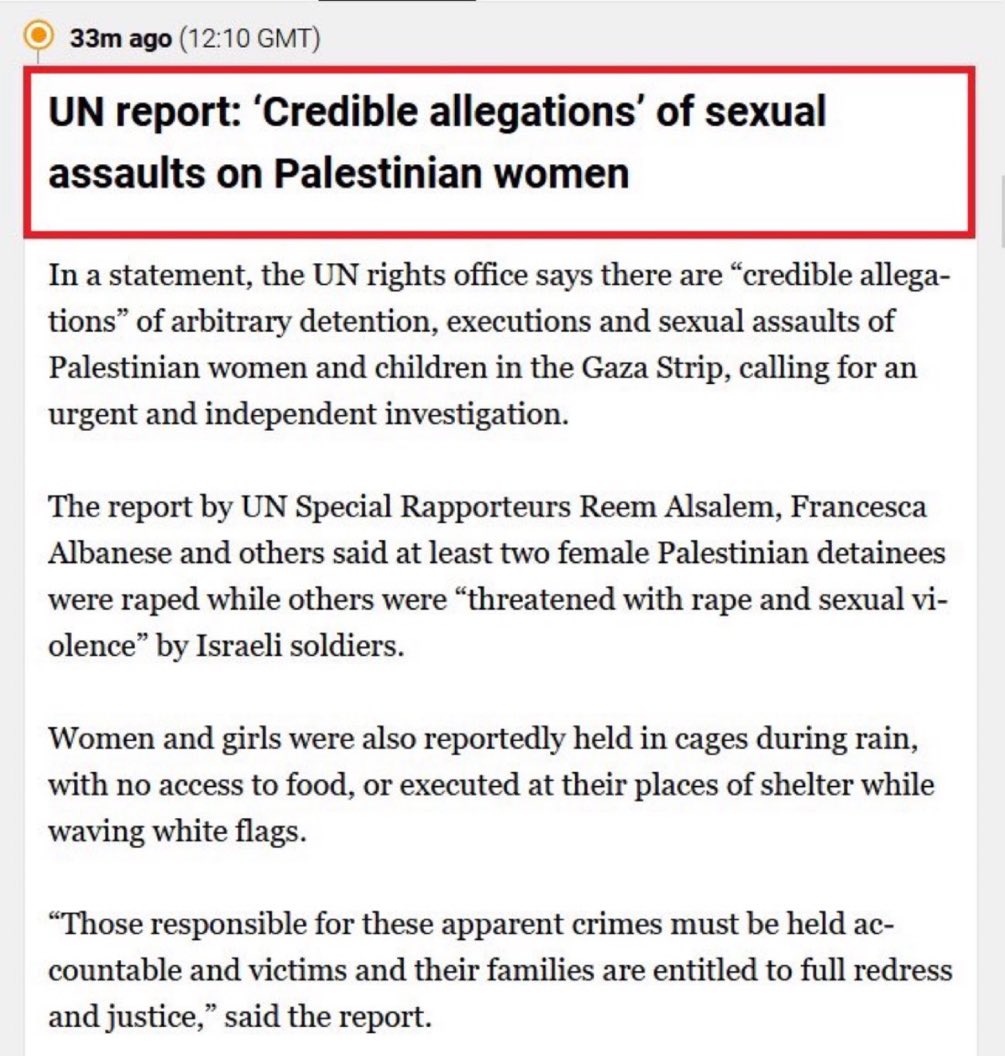 33m ago (12:10 GMT)
UN report: ‘Credible allegations’ of sexual
assaults on Palestinian women
In a statement, the UN rights office says there are “credible allega-
tions” of arbitrary detention, executions and sexual assaults of
Palestinian women and children in the Gaza Strip, calling for an
urgent and independent investigation.
The report by UN Special Rapporteurs Reem Alsalem, Francesca
Albanese and others said at least two female Palestinian detainees
were raped while others were “threatened with rape and sexual vi-
olence” by Israeli soldiers.
Women and girls were also reportedly held in cages during rain,
with no access to food, or executed at their places of shelter while
waving white flags.
“Those responsible for these apparent crimes must be held ac-
countable and victims and their families are entitled to full redress
and justice,” said the report.